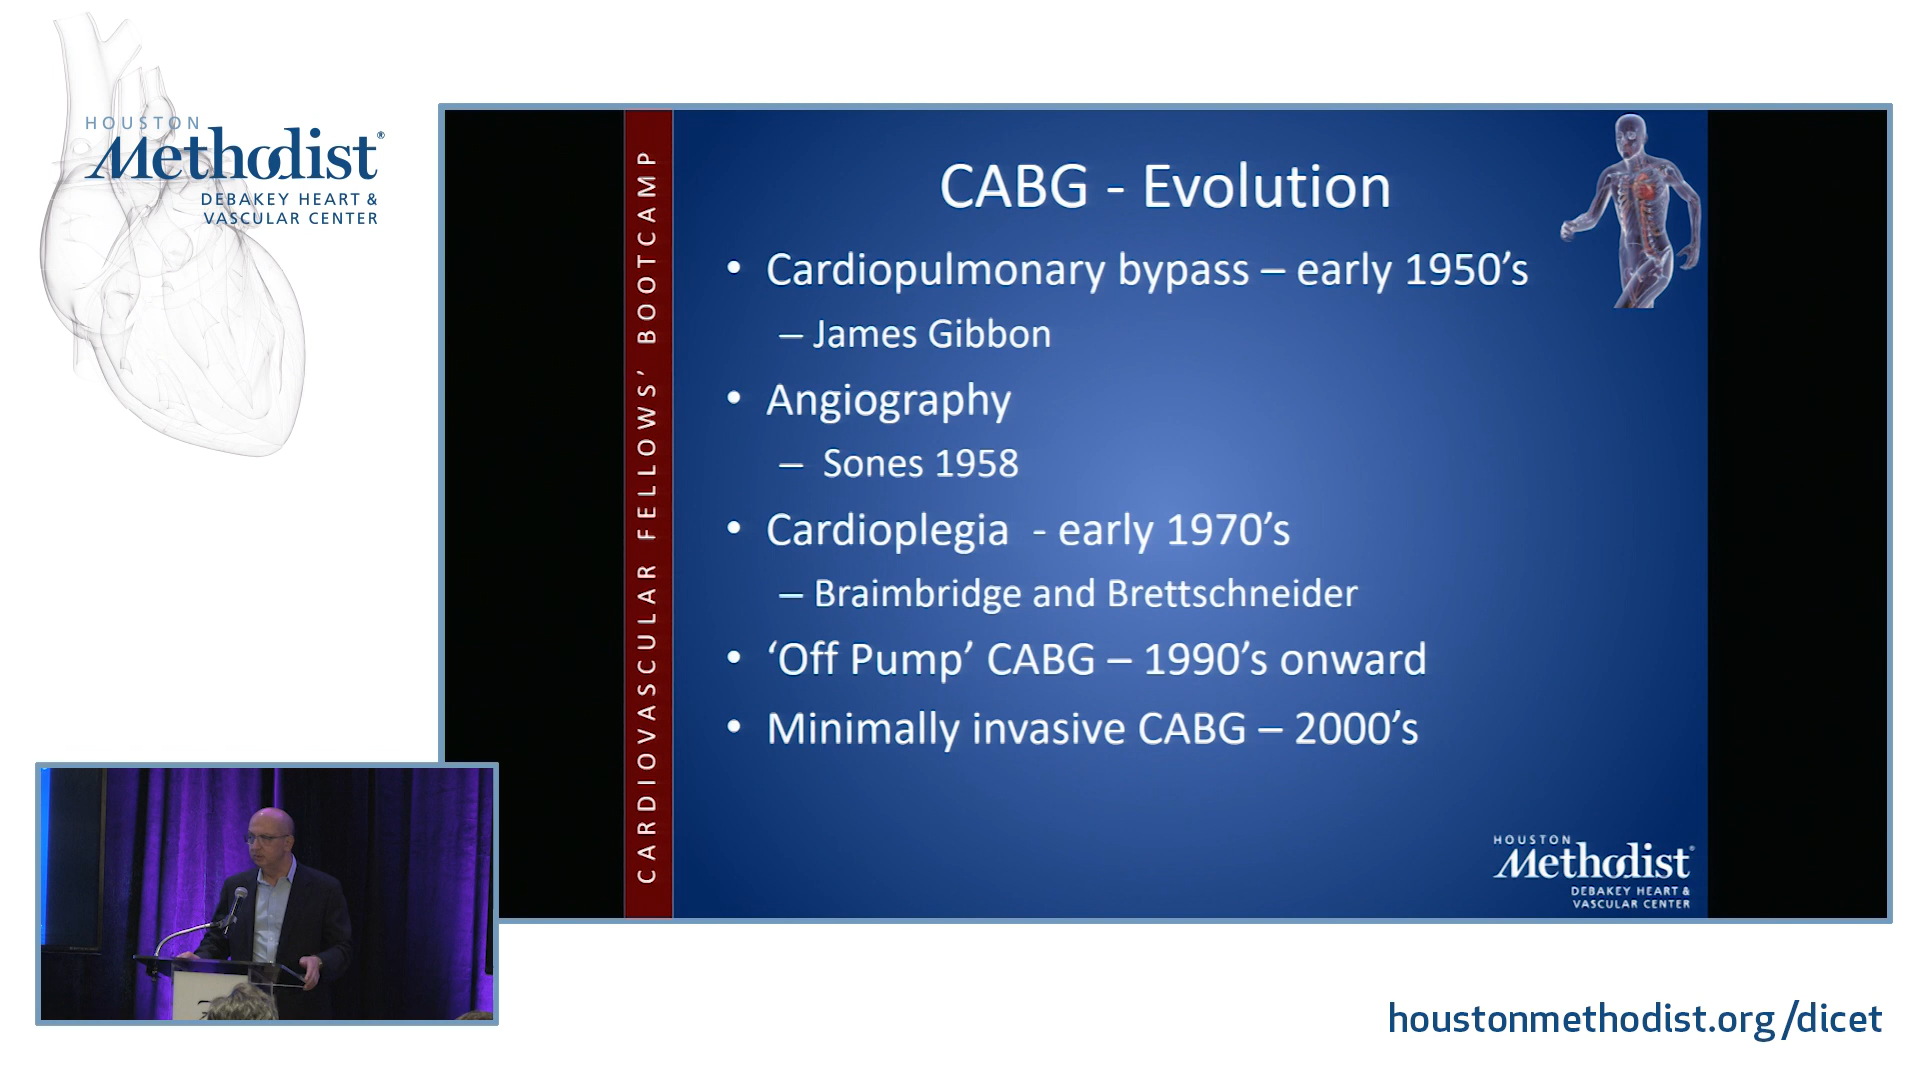 HOUSTON
Methodist®
DEBAKEY HEART &
VASCULAR CENTER
CARDIOVASCULAR FELLOWS’ BOOTCAMP
CABG - Evolution
• Cardiopulmonary bypass – early 1950’s
– James Gibbon
• Angiography
– Sones 1958
• Cardioplegia - early 1970’s
– Braimbridge and Brettschneider
• ‘Off Pump’ CABG – 1990’s onward
• Minimally invasive CABG – 2000’s
HOUSTON
Methodist®
DEBAKEY HEART &
VASCULAR CENTER
houstonmethodist.org/dicet